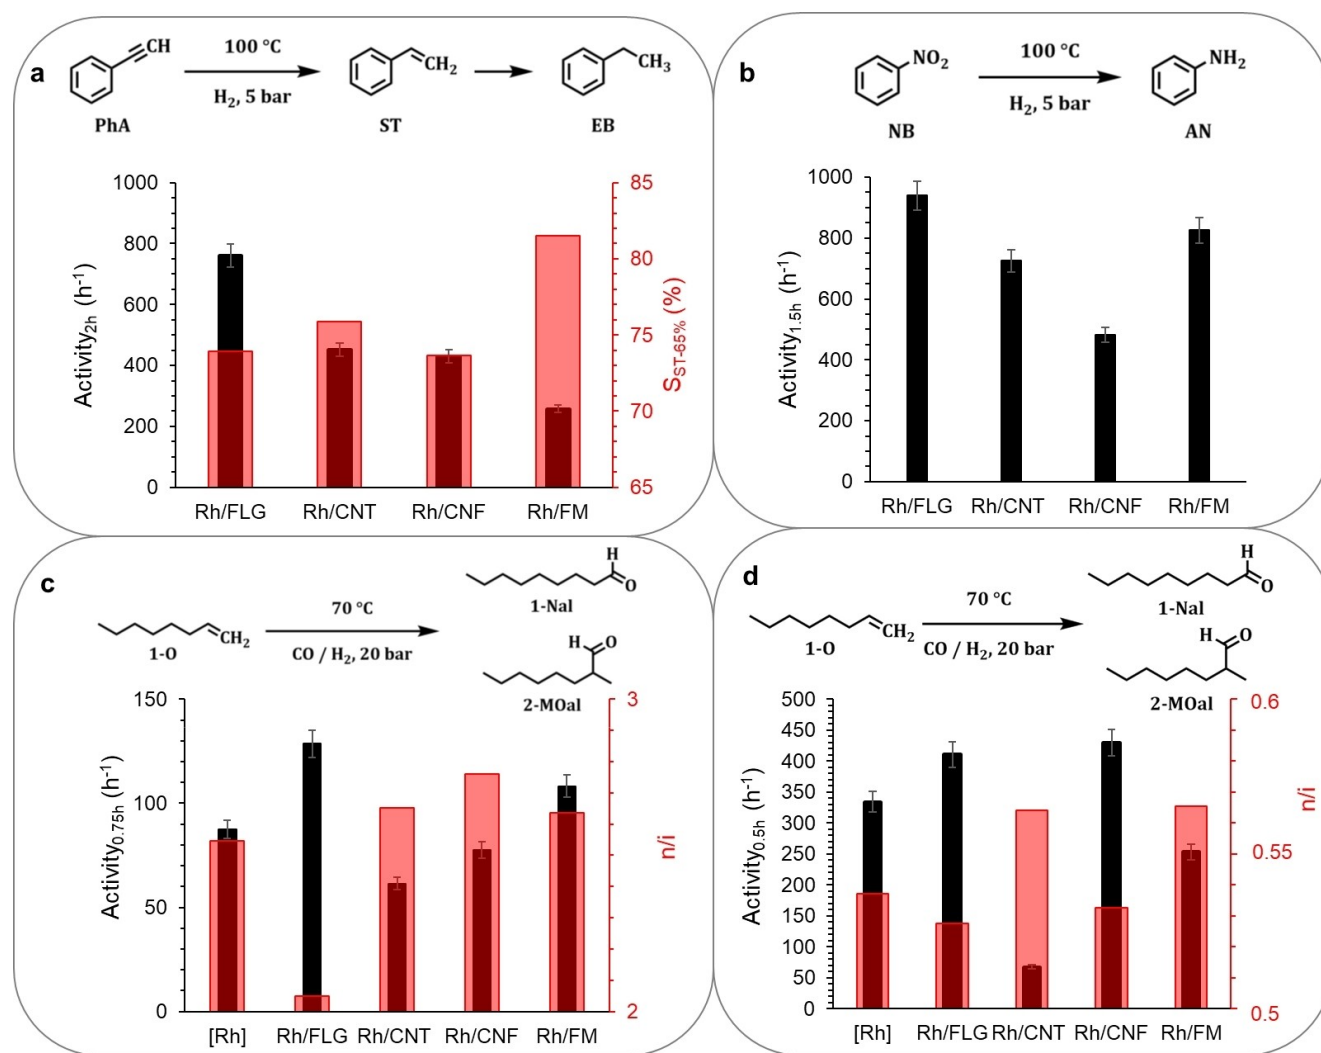 a
CH
100 °C
H2, 5 bar
CH2
CH3
PhA
ST
EB
1000
800
600
400
200
0
Activity2h (h-1)
85
80
75
70
65
SST-65% (%)
Rh/FLG Rh/CNT Rh/CNF Rh/FM
b
NO2
100 °C
H2, 5 bar
NH2
NB
AN
1000
800
600
400
200
0
Activity1.5h (h-1)
Rh/FLG Rh/CNT Rh/CNF Rh/FM
c
CH2
1-O
70 °C
CO / H2, 20 bar
H
O
1-Nal
H
O
2-MOal
150
100
50
0
Activity0.75h (h-1)
3
2
n/i
[Rh] Rh/FLG Rh/CNT Rh/CNF Rh/FM
d
CH2
1-O
70 °C
CO / H2, 20 bar
H
O
1-Nal
H
O
2-MOal
500
450
400
350
300
250
200
150
100
50
0
Activity0.5h (h-1)
0.6
0.55
0.5
n/i
[Rh] Rh/FLG Rh/CNT Rh/CNF Rh/FM